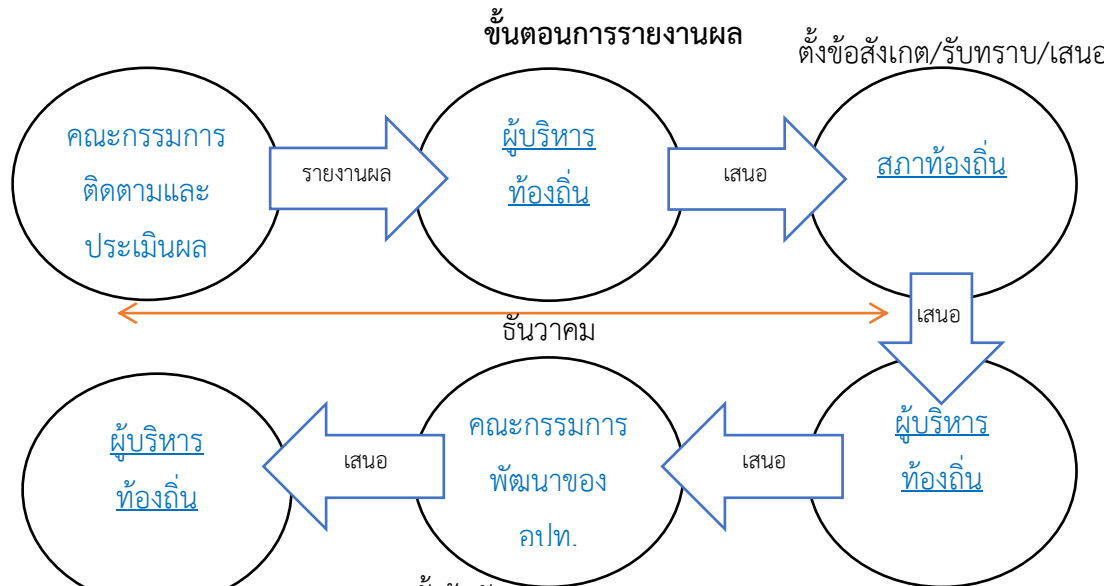 ขั้นตอนการรายงานผล
ตั้งข้อสังเกต/รับทราบ/เสนอ
คณะกรรมการ
ติดตามและ
ประเมินผล
รายงานผล
ผู้บริหาร
ท้องถิ่น
เสนอ
สภาท้องถิ่น
เสนอ
ธันวาคม
ผู้บริหาร
ท้องถิ่น
เสนอ
คณะกรรมการ
พัฒนาของ
อปท.
เสนอ
ผู้บริหาร
ท้องถิ่น